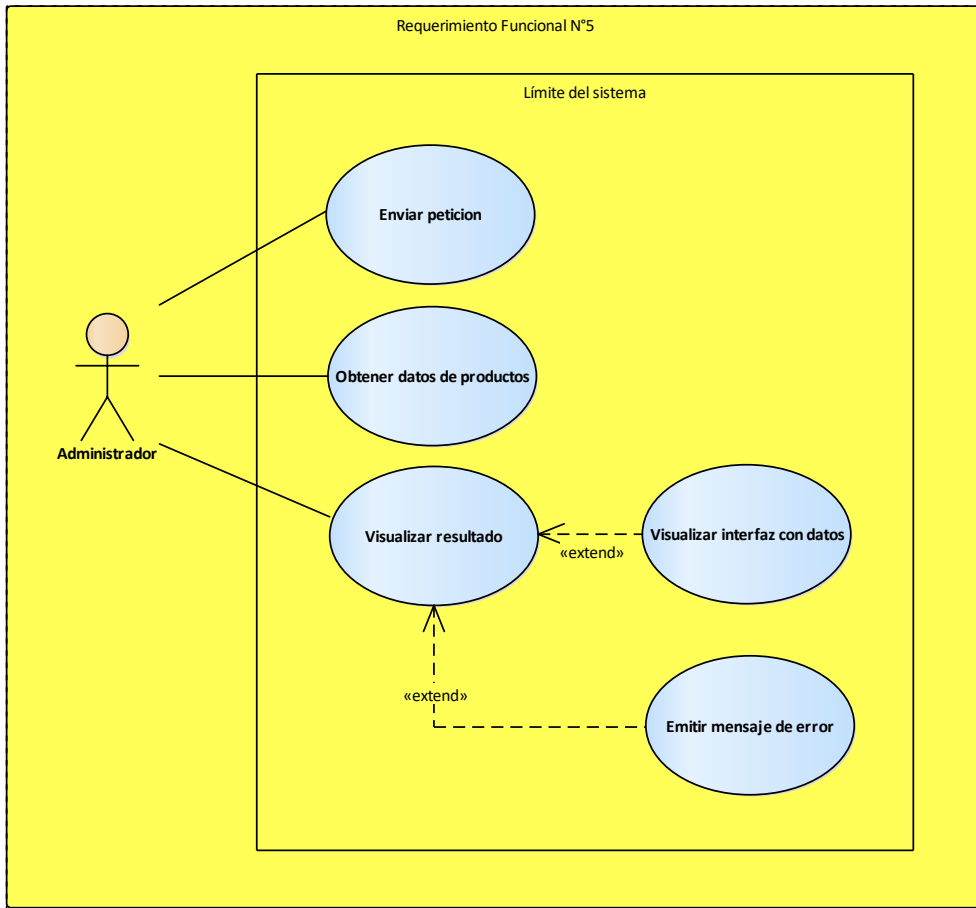 Requerimiento Funcional N°5
Límite del sistema
Enviar peticion
Obtener datos de productos
Administrador
Visualizar resultado
Visualizar interfaz con datos
«extend»
«extend»
Emitir mensaje de error